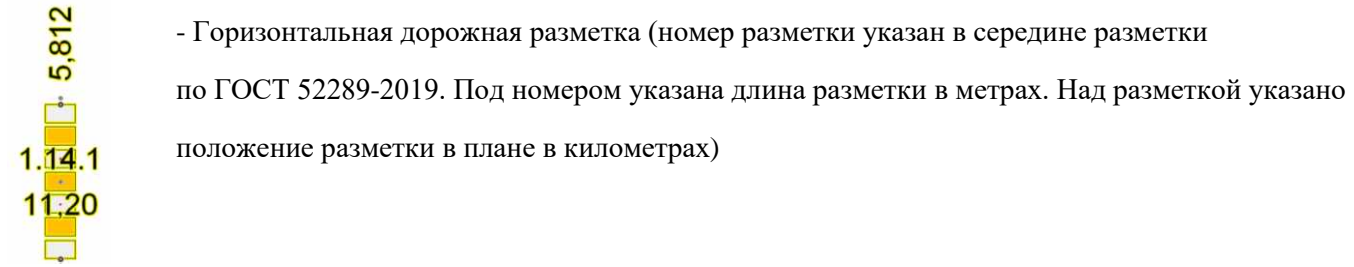 5,812
- Горизонтальная дорожная разметка (номер разметки указан в середине разметки
по ГОСТ 52289-2019. Под номером указана длина разметки в метрах. Над разметкой указано
1.14.1
положение разметки в плане в километрах)
11,20